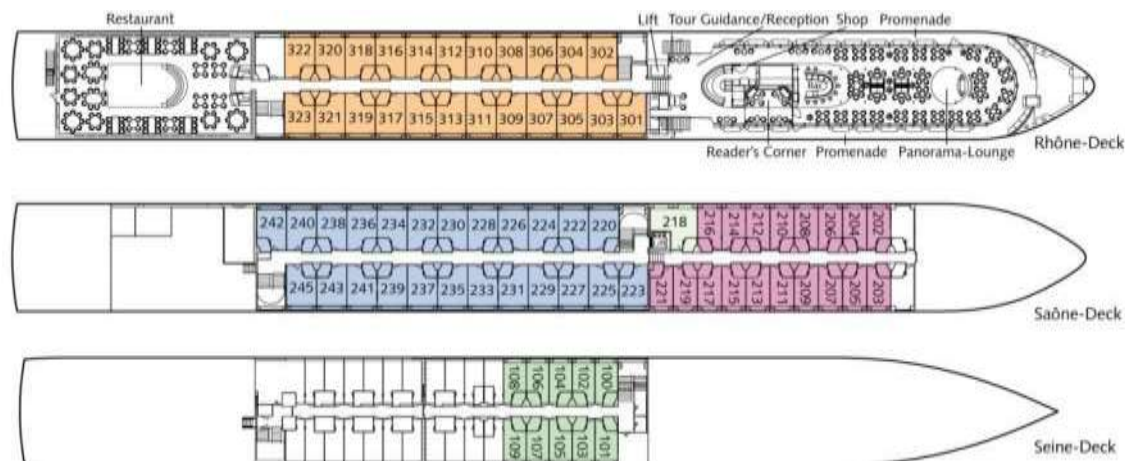 Restaurant
Lift Tour Guidance/Reception Shop Promenade
322 320 318 316 314 312 310 308 306 304 302
Bar
323 321 319 317 315 313 311 309 307 305 303 301
Reader's Corner Promenade Panorama-Lounge
Rhône-Deck
242 240 238 236 234 232 230 228 226 224 222 220 218 216 214 212 210 208 206 204 202
245 243 241 239 237 235 233 231 229 227 225 223 221 219 217 215 213 211 209 207 205 203
Saône-Deck
108 106 104 102 100
109 107 105 103 101
Seine-Deck